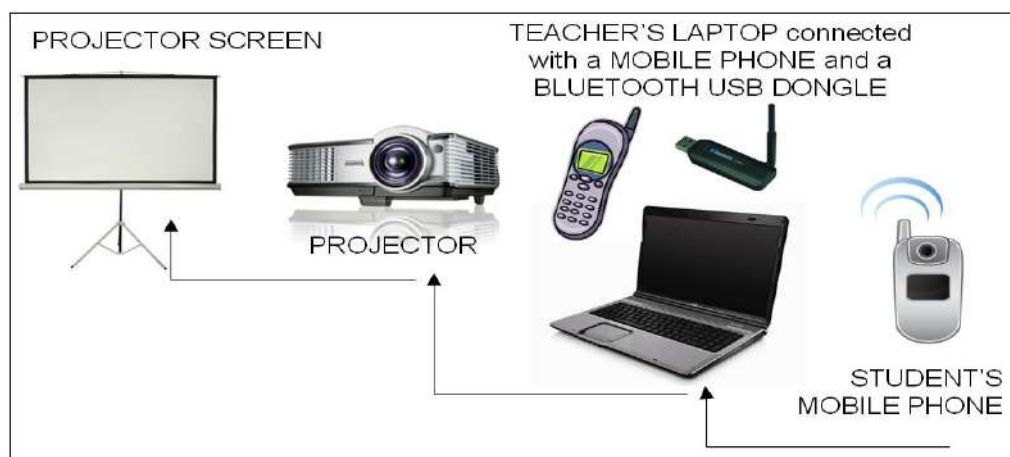 PROJECTOR SCREEN
TEACHER'S LAPTOP connected
with a MOBILE PHONE and a
BLUETOOTH USB DONGLE
PROJECTOR
STUDENT'S
MOBILE PHONE